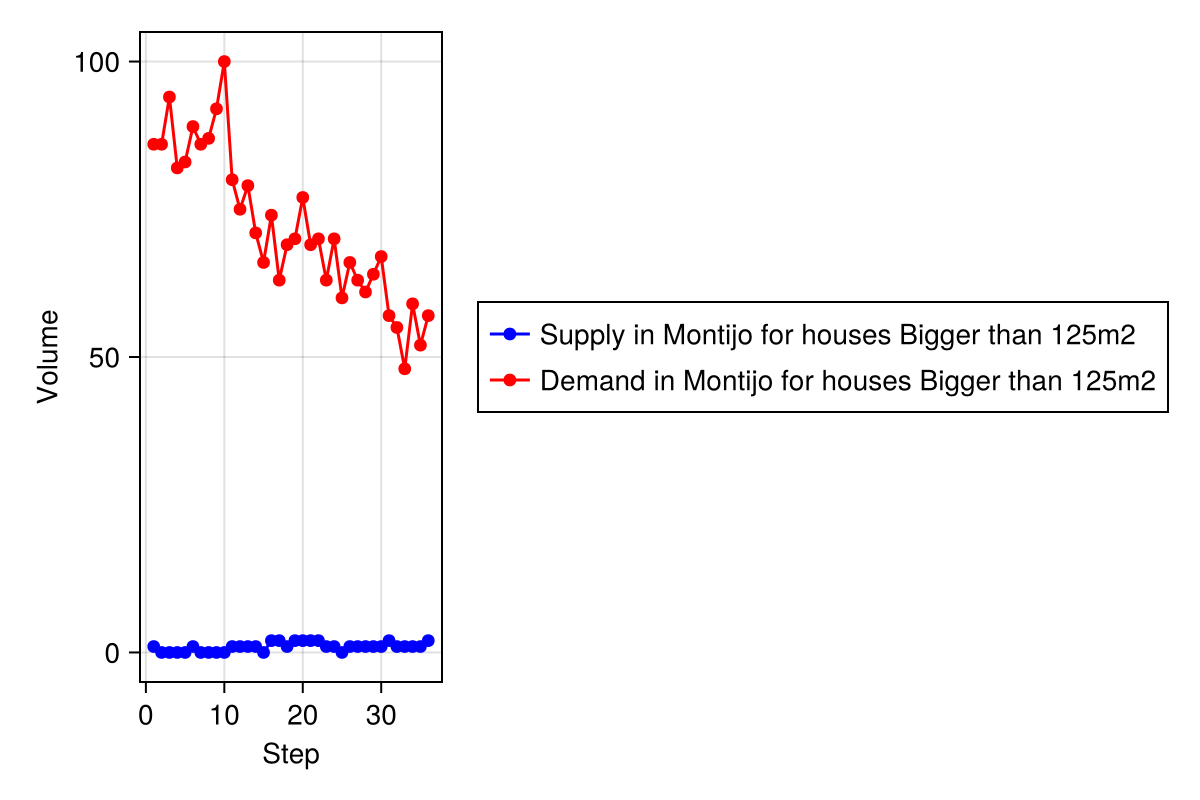 100
50
0
Volume
0 10 20 30
Step
Supply in Montijo for houses Bigger than 125m2
Demand in Montijo for houses Bigger than 125m2